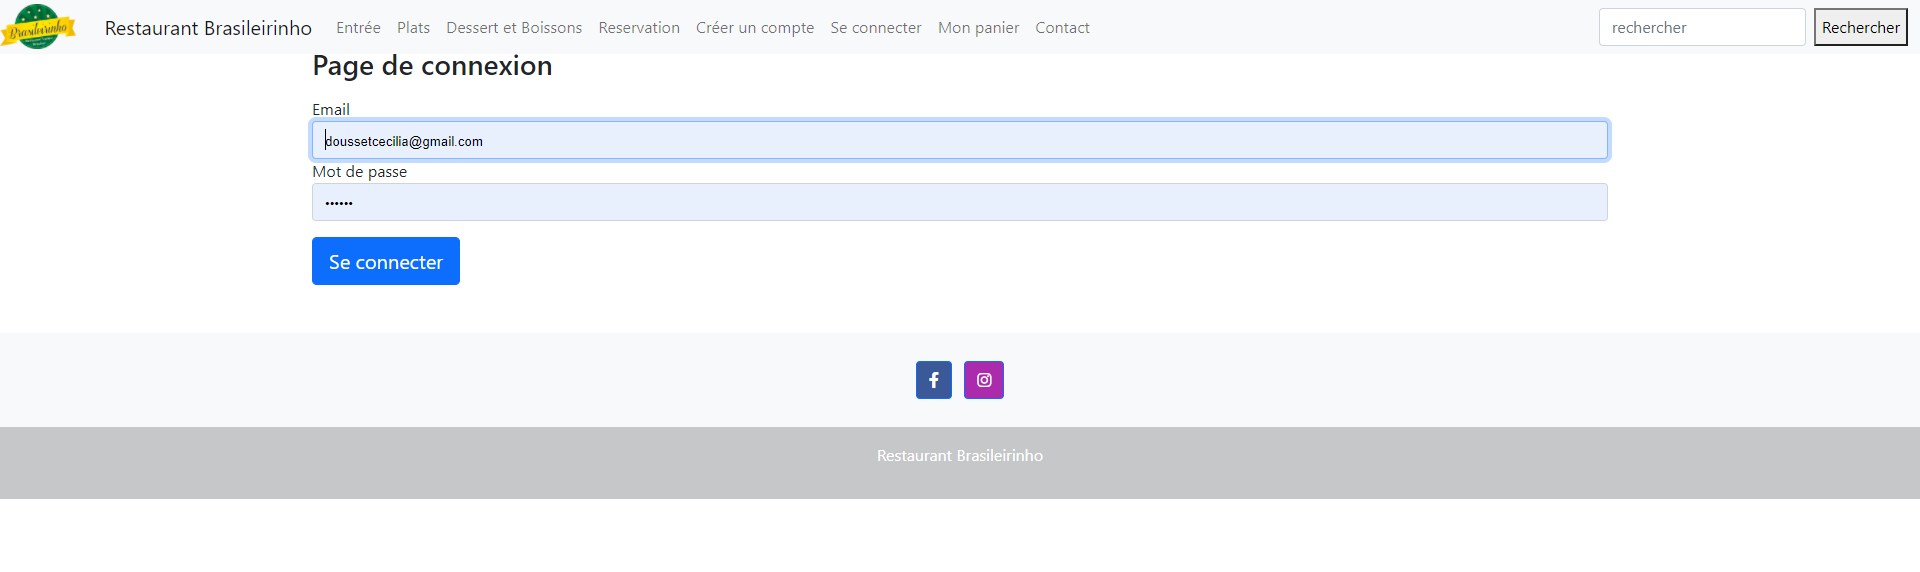 Brasileirinho
Restaurant Brasileirinho Entrée Plats Dessert et Boissons Reservation Créer un compte Se connecter Mon panier Contact rechercher Rechercher
Page de connexion
Email
doussetcecilia@gmail.com
Mot de passe
••••••
Se connecter
Restaurant Brasileirinho